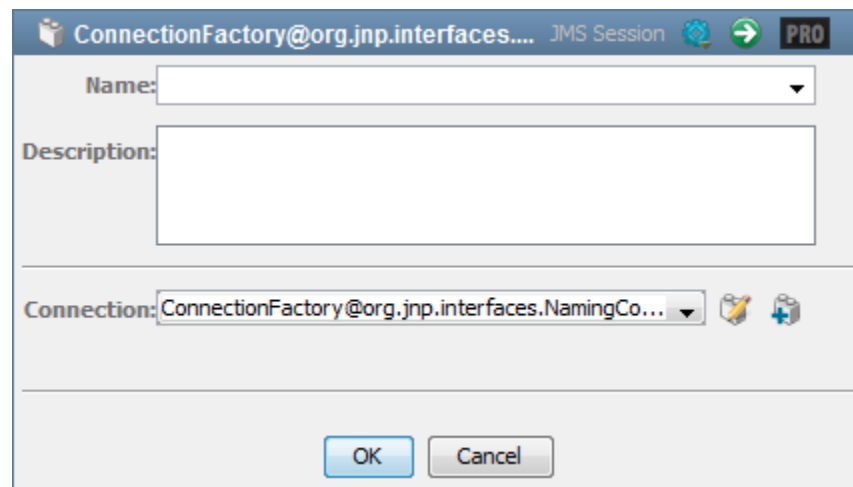 ConnectionFactory@org.jnp.interfaces.... JMS Session PRO
Name:
Description:
Connection: ConnectionFactory@org.jnp.interfaces.NamingCo...
OK Cancel